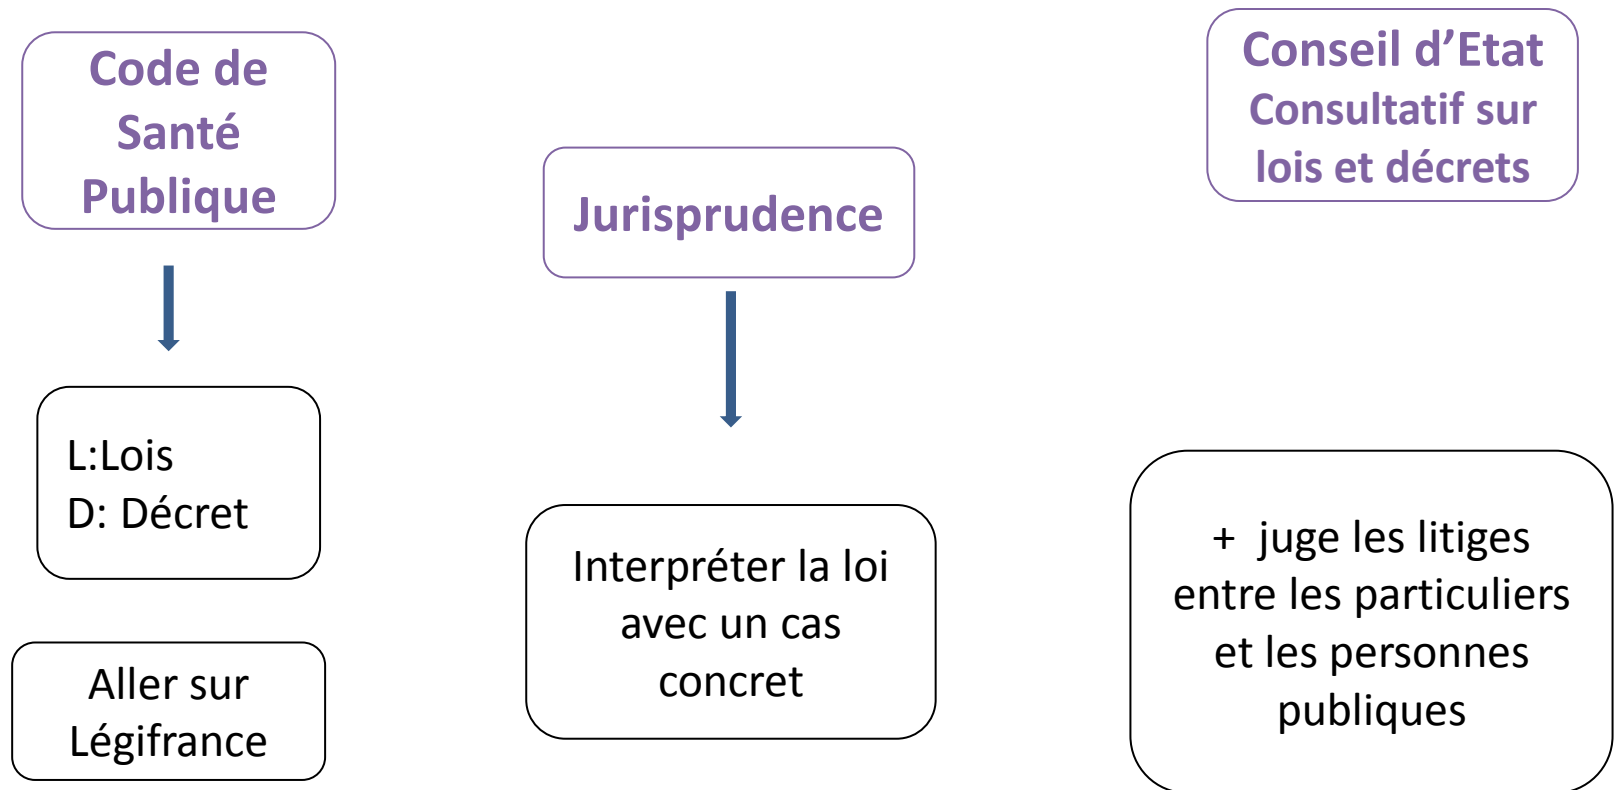 Code de
Santé
Publique
L:Lois
D: Décret
Aller sur
Légifrance
Jurisprudence
Interpréter la loi
avec un cas
concret
Conseil d’Etat
Consultatif sur
lois et décrets
+ juge les litiges
entre les particuliers
et les personnes
publiques